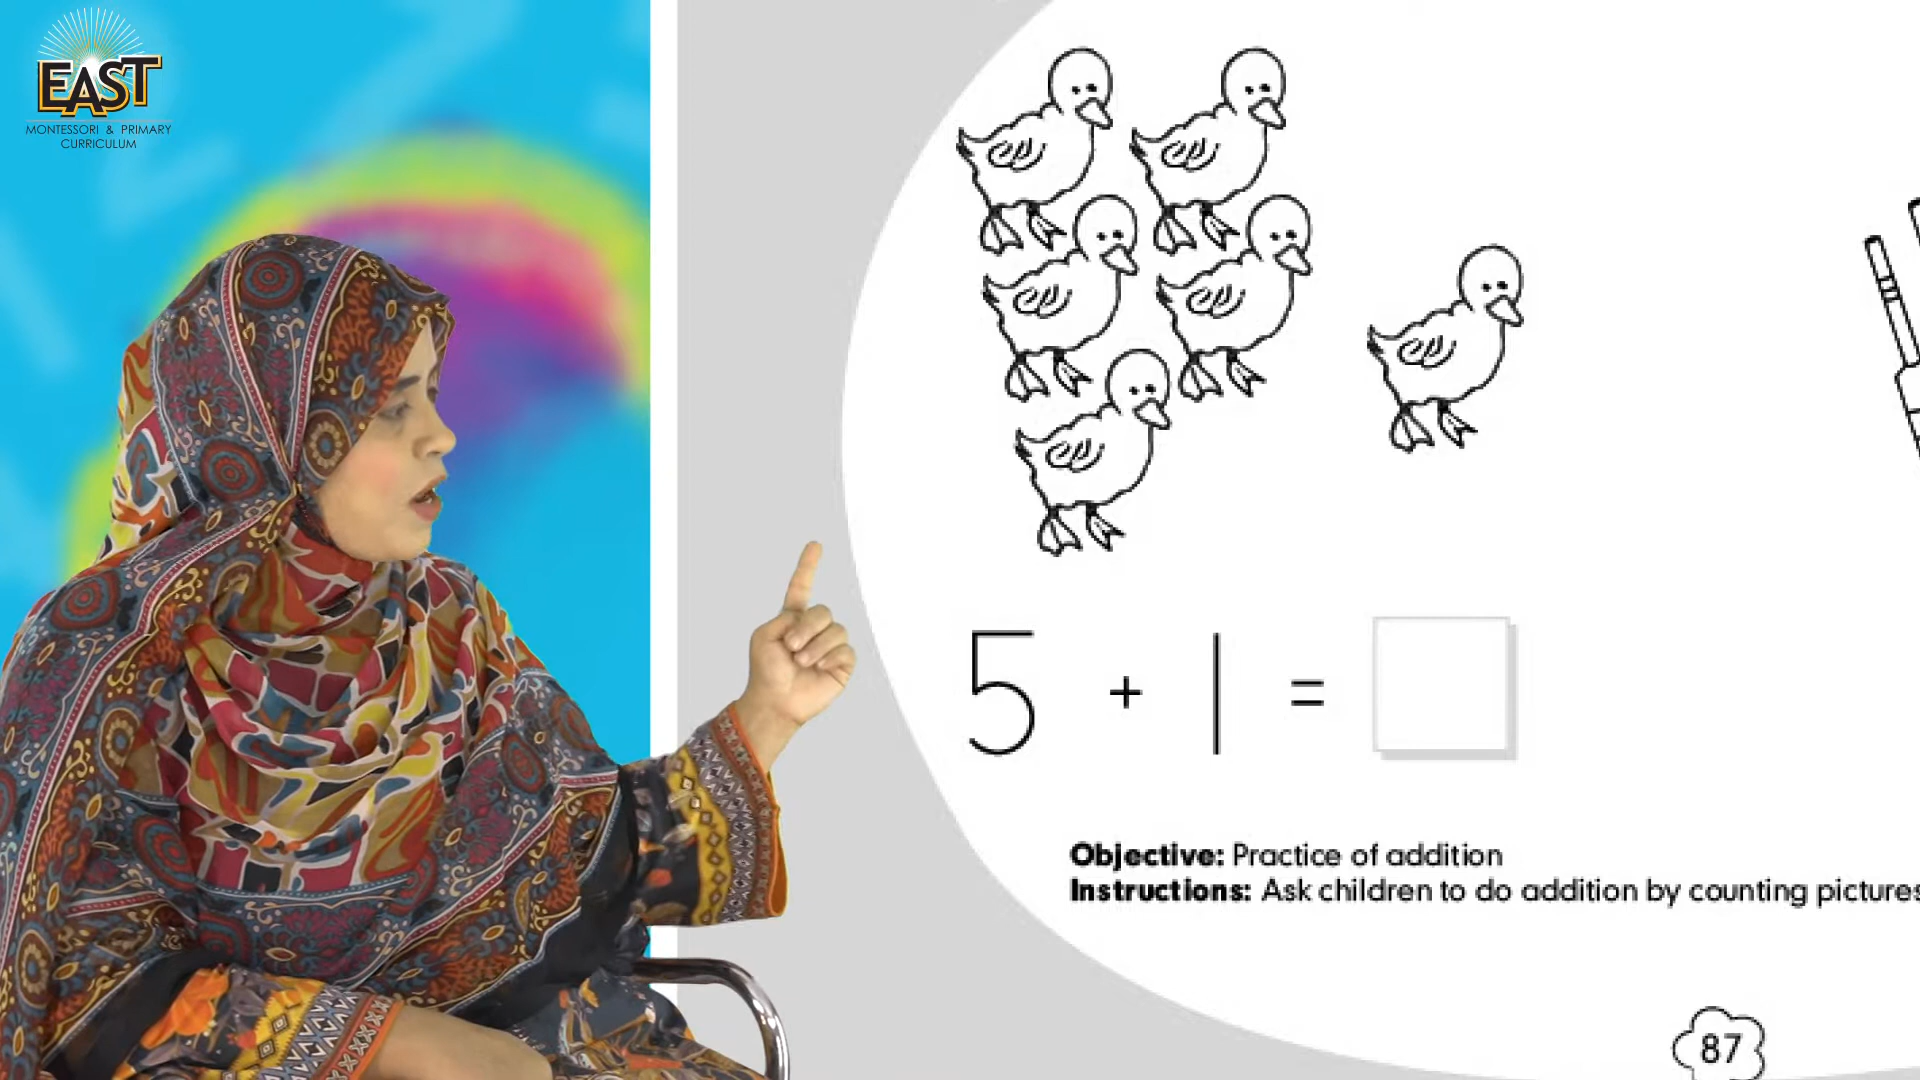 EAST
MONTESSORI & PRIMARY
CURRICULUM
5 + 1 =
Objective: Practice of addition
Instructions: Ask children to do addition by counting pictures
87